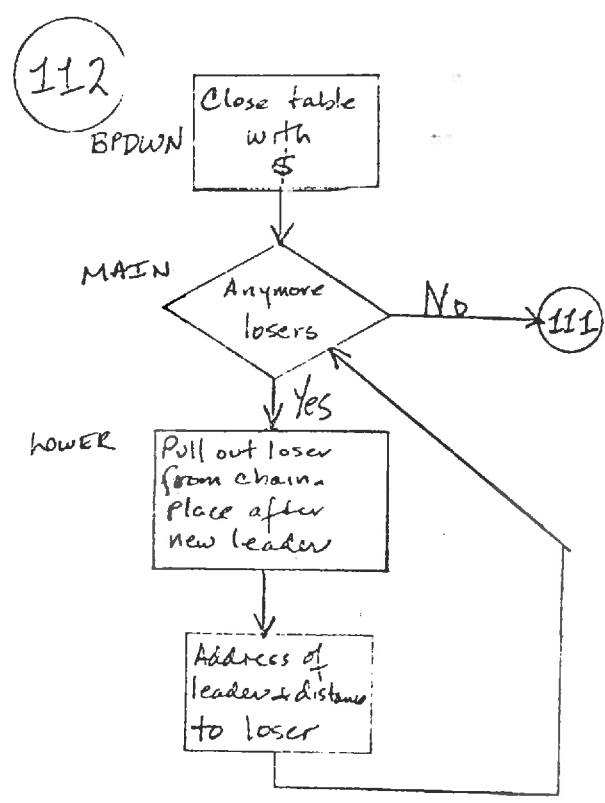 112
Close table
with
$
EPDWN
MAIN
Anymore
losers
No
111
Yes
LOWER
Pull out loser
from chain.
place after
new leader
Address of
leader + distance
to loser